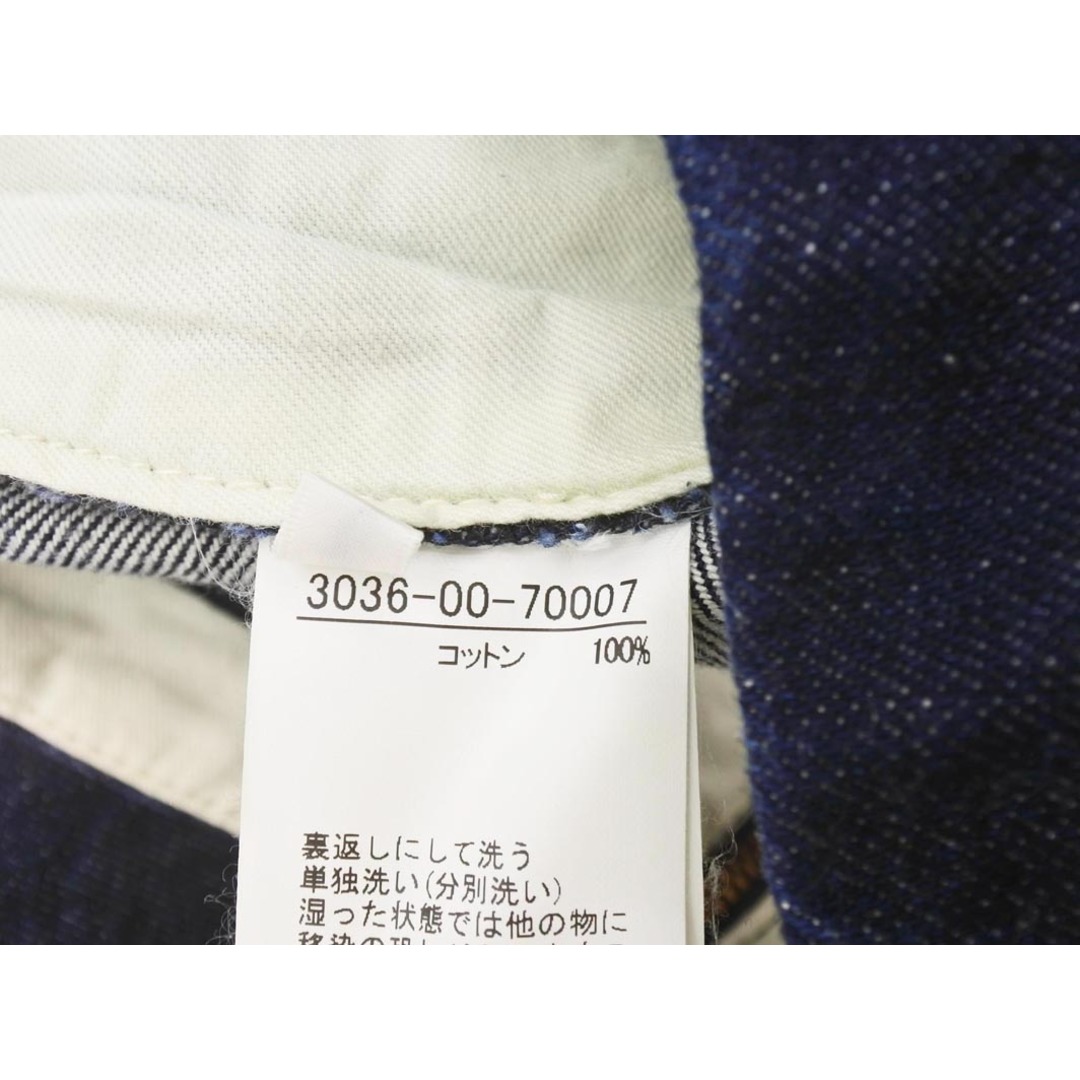 3036-00-70007
コットン 100%
裏返しにして洗う
単独洗い(分別洗い)
湿った状態では他の物に